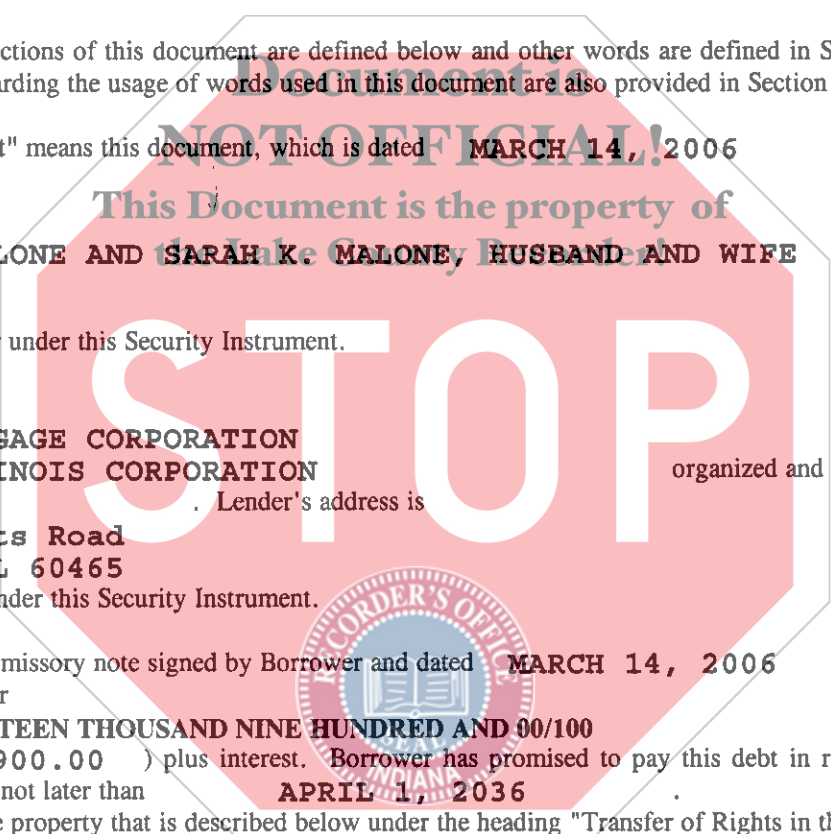 ctions of this document are defined below and other words are defined in S
arding the usage of words used in this document are also provided in Section
Document is
NOT OFFICIAL!
t" means this document, which is dated MARCH 14, 2006
This Document is the property of
the Lake County Recorder!
LONE AND SARAH K. MALONE, HUSBAND AND WIFE
under this Security Instrument.
STOP
GAGE CORPORATION
INOIS CORPORATION organized and
. Lender's address is
ts Road
L 60465
nder this Security Instrument.
RECORDER'S OFFICE
missory note signed by Borrower and dated MARCH 14, 2006
r
TEEN THOUSAND NINE HUNDRED AND 00/100
SEAL
900.00 ) plus interest. Borrower has promised to pay this debt in r
INDIANA
not later than APRIL 1, 2036 .
e property that is described below under the heading "Transfer of Rights in th